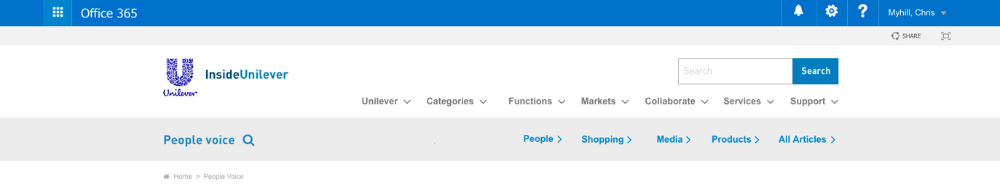 Office 365
Myhill, Chris
SHARE
Unilever
InsideUnilever
Search
Search
Unilever Categories Functions Markets Collaborate Services Support
People voice
People Shopping Media Products All Articles
Home > People Voice